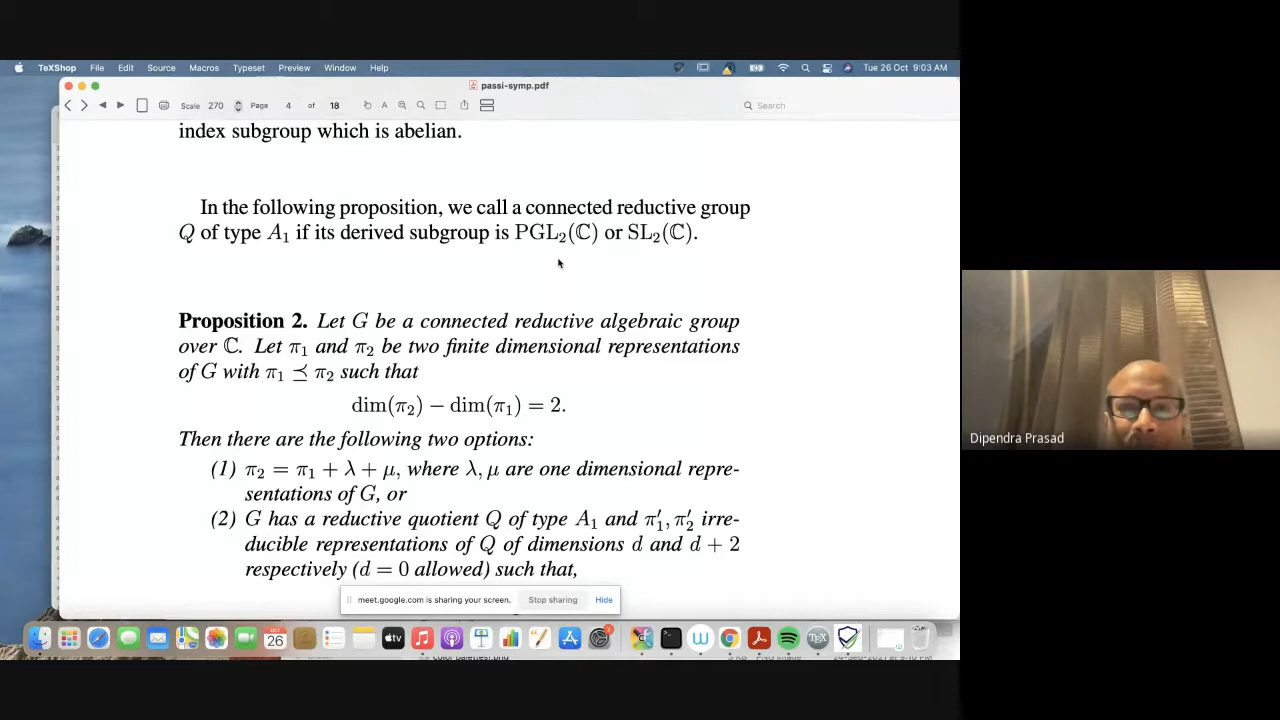 TeXShop File Edit Source Macros Typeset Preview Window Help Tue 26 Oct 9:03 AM
passi-symp.pdf
Scale 270 Page 4 of 18 Search
index subgroup which is abelian.
In the following proposition, we call a connected reductive group
Q of type A₁ if its derived subgroup is PGL₂(ℂ) or SL₂(ℂ).
Proposition 2. Let G be a connected reductive algebraic group
over ℂ. Let π₁ and π₂ be two finite dimensional representations
of G with π₁ ⪯ π₂ such that
dim(π₂) − dim(π₁) = 2.
Then there are the following two options:
(1) π₂ = π₁ + λ + μ, where λ, μ are one dimensional repre-
sentations of G, or
(2) G has a reductive quotient Q of type A₁ and π′₁, π′₂ irre-
ducible representations of Q of dimensions d and d + 2
respectively (d = 0 allowed) such that,
meet.google.com is sharing your screen. Stop sharing Hide
Dipendra Prasad